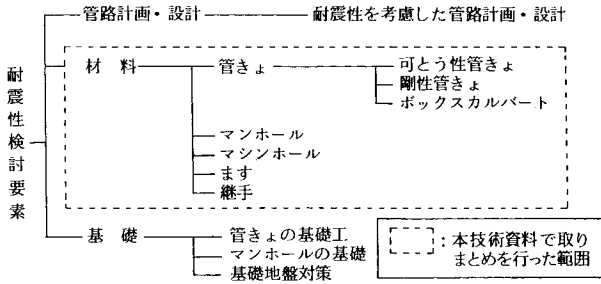 管路計画・設計 耐震性を考慮した管路計画・設計
耐震性検討要素
材料 管きょ 可とう性管きょ
剛性管きょ
ボックスカルバート
マンホール
マシンホール
ます
継手
基礎 管きょの基礎工
マンホールの基礎
基礎地盤対策
：本技術資料で取り
まとめを行った範囲